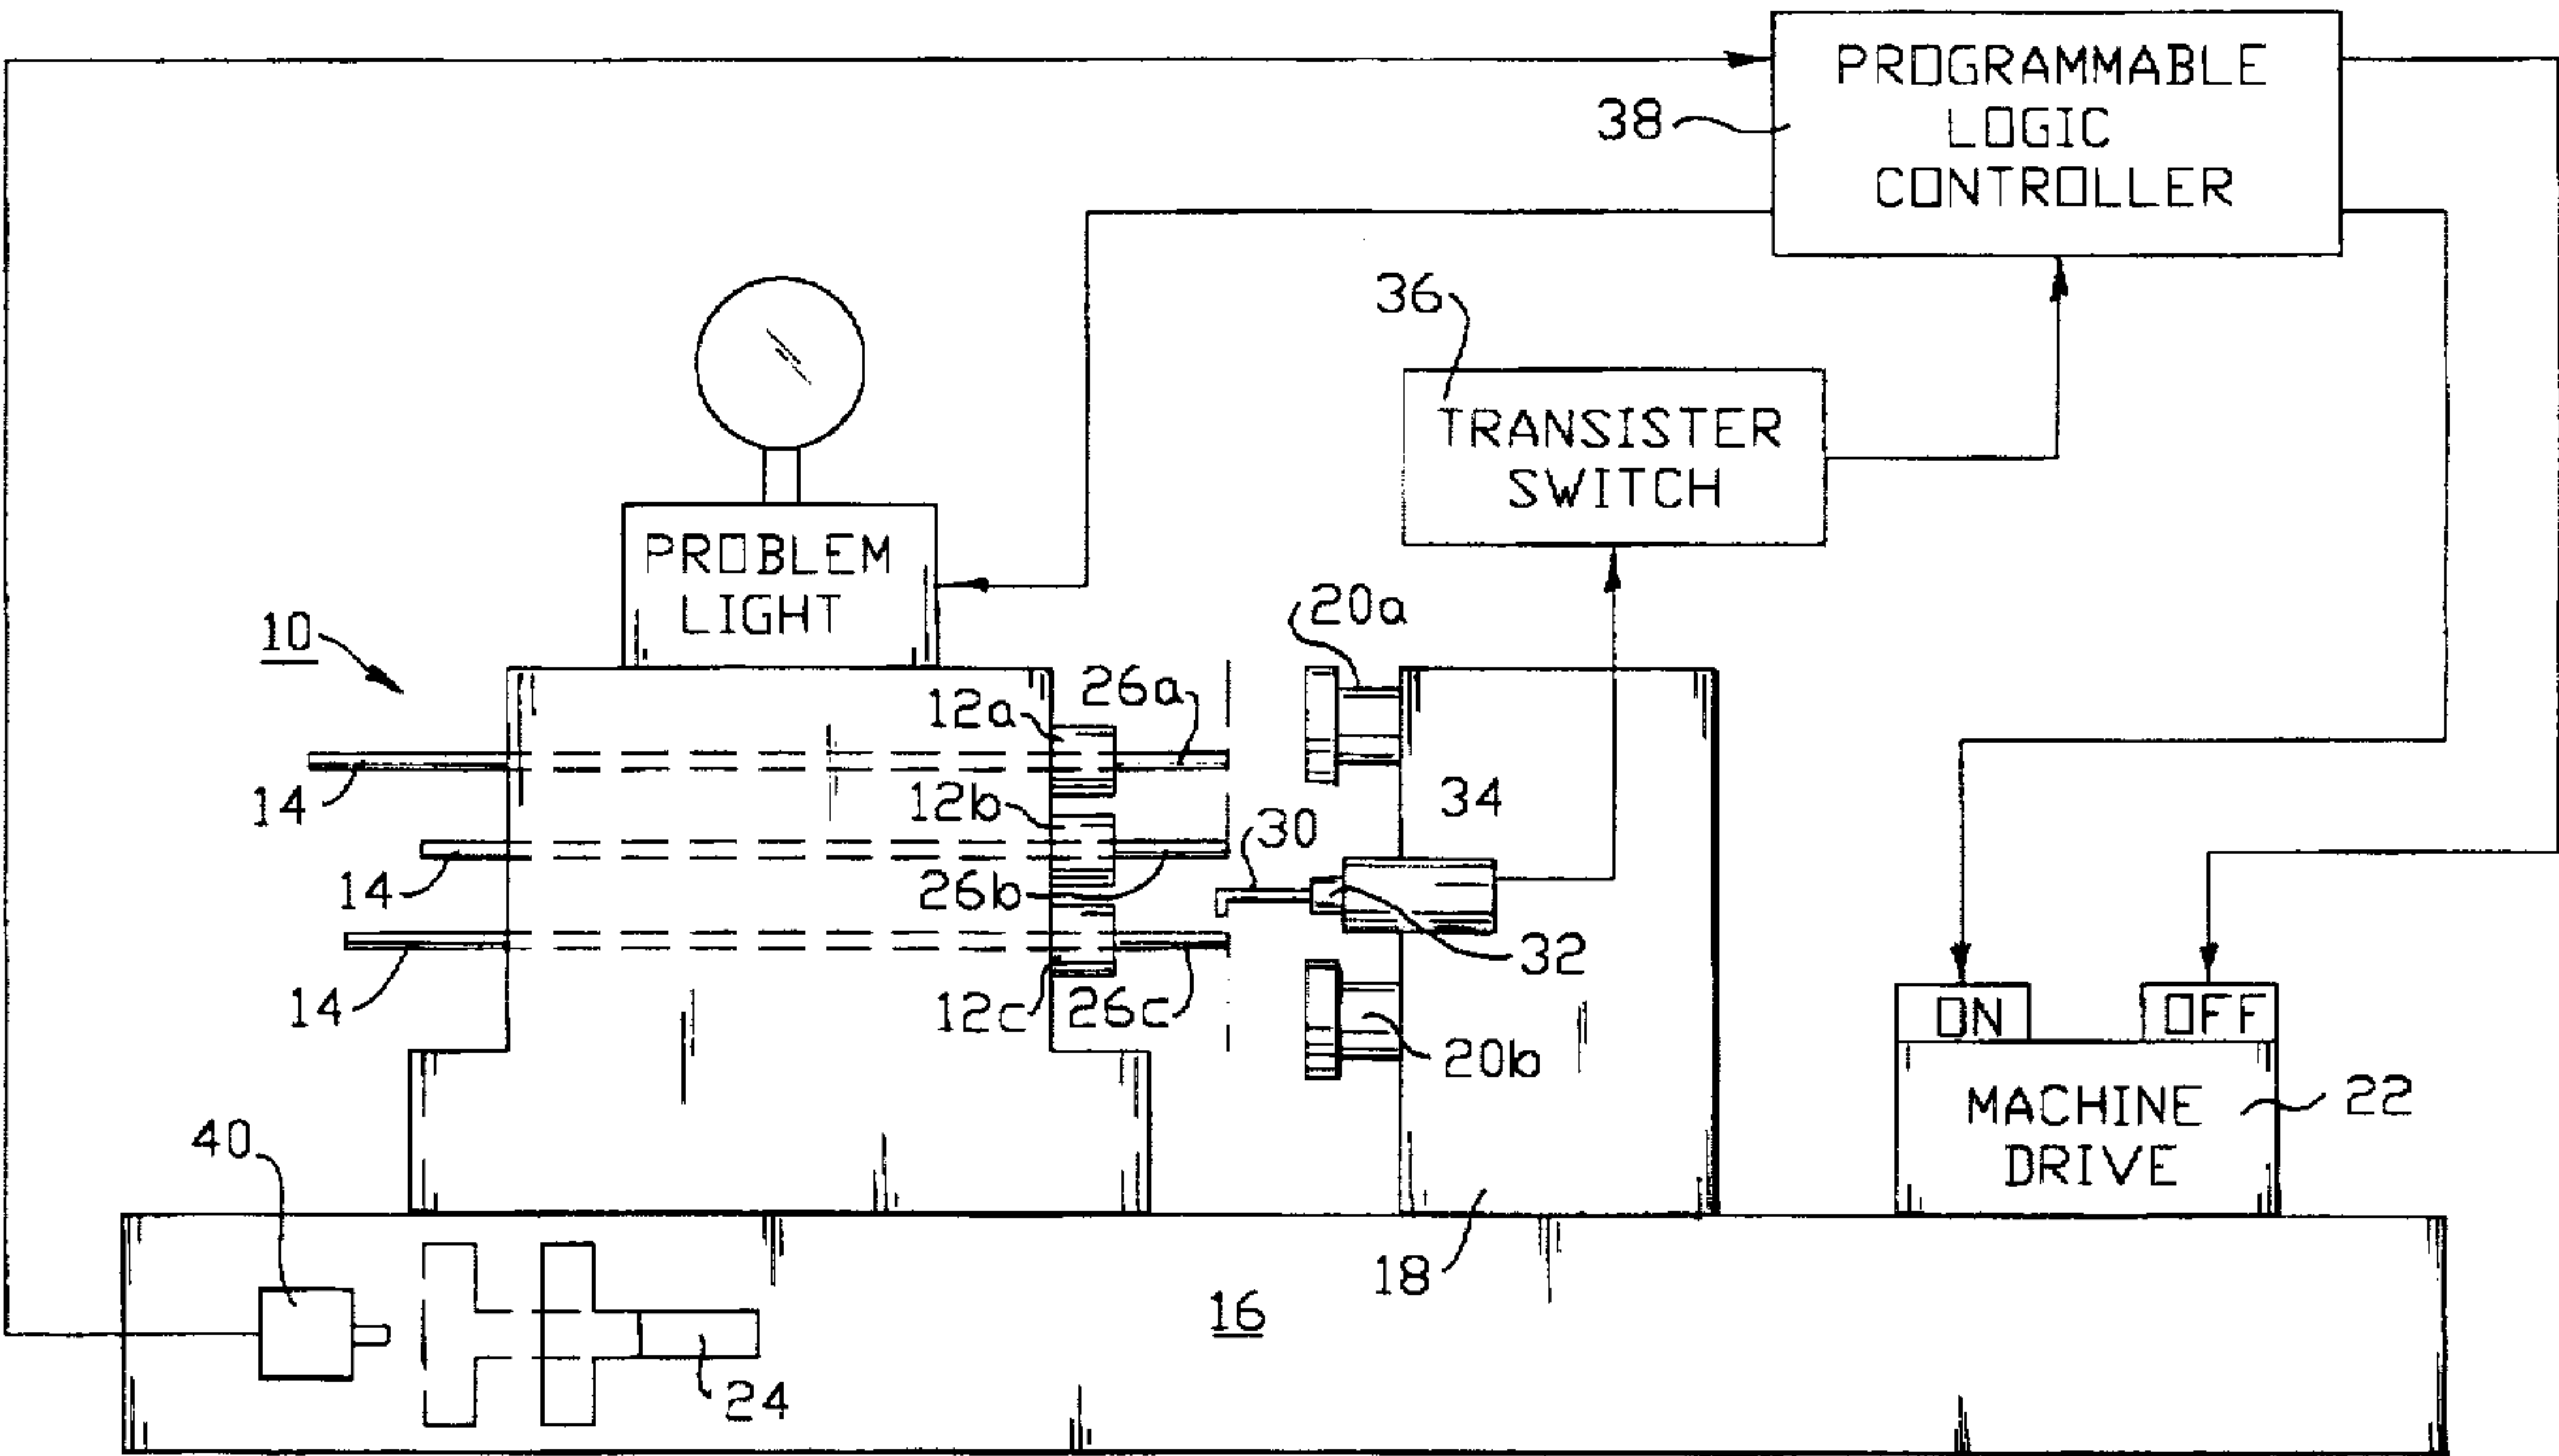 PROGRAMMABLE
LOGIC
CONTROLLER
38
36
TRANSISTER
SWITCH
PROBLEM
LIGHT
10
20a
26a
12a
14
12b
34
30
14
26b
32
14
12c
26c
ON
OFF
20b
MACHINE
DRIVE
22
40
18
16
24